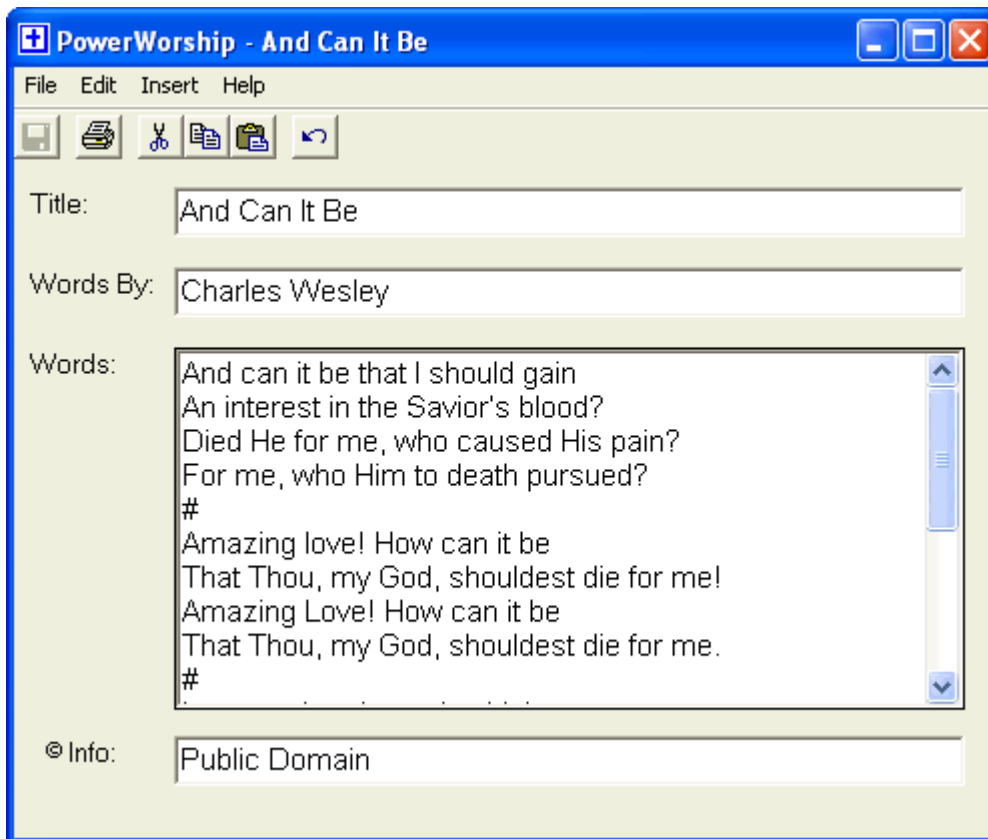 PowerWorship - And Can It Be
File Edit Insert Help
Title:
And Can It Be
Words By:
Charles Wesley
Words:
And can it be that I should gain
An interest in the Savior's blood?
Died He for me, who caused His pain?
For me, who Him to death pursued?
#
Amazing love! How can it be
That Thou, my God, shouldest die for me!
Amazing Love! How can it be
That Thou, my God, shouldest die for me.
#
© Info:
Public Domain